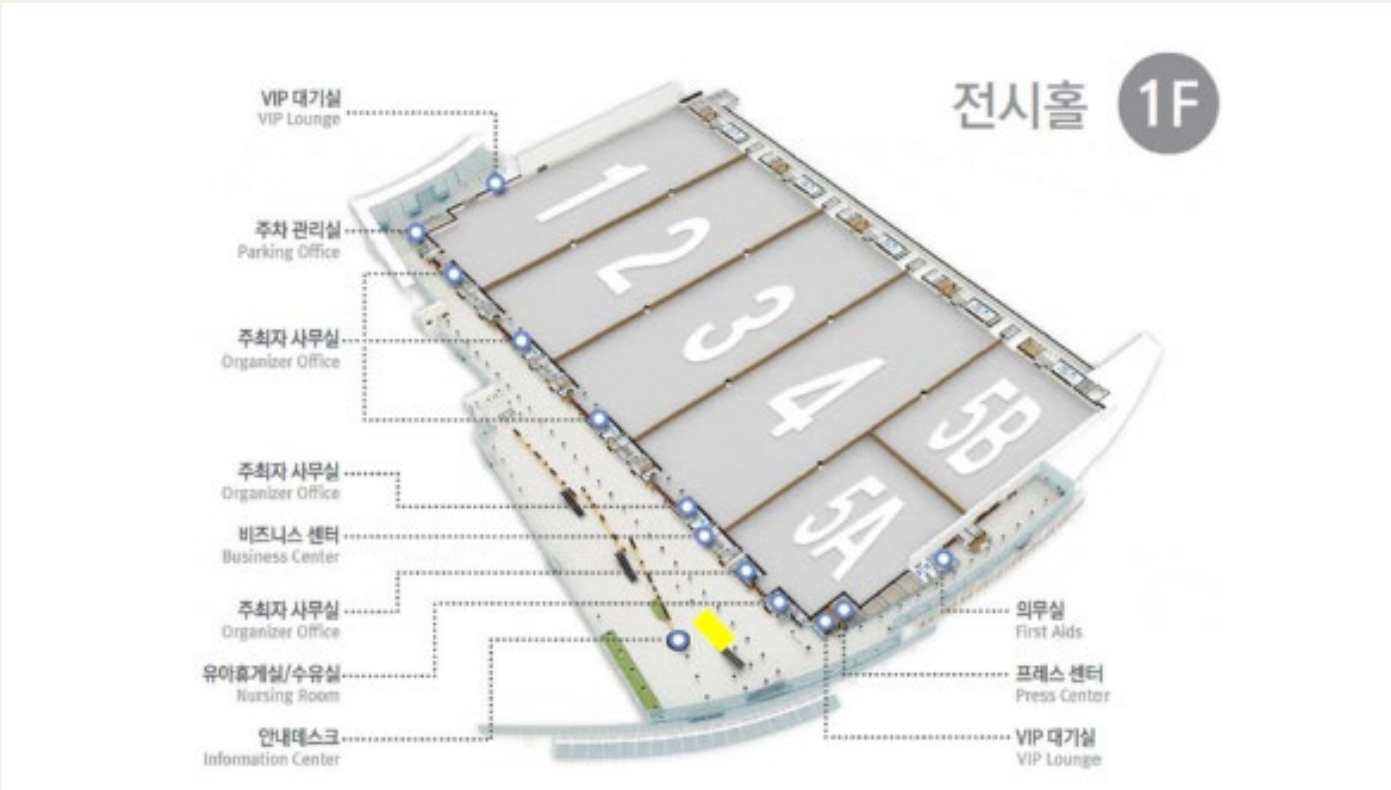 전시홀 1F
VIP 대기실
VIP Lounge
주차 관리실
Parking Office
주최자 사무실
Organizer Office
주최자 사무실
Organizer Office
비즈니스 센터
Business Center
주최자 사무실
Organizer Office
유아휴게실/수유실
Nursing Room
안내데스크
Information Center
1
2
3
4
5B
5A
의무실
First Aids
프레스 센터
Press Center
VIP 대기실
VIP Lounge